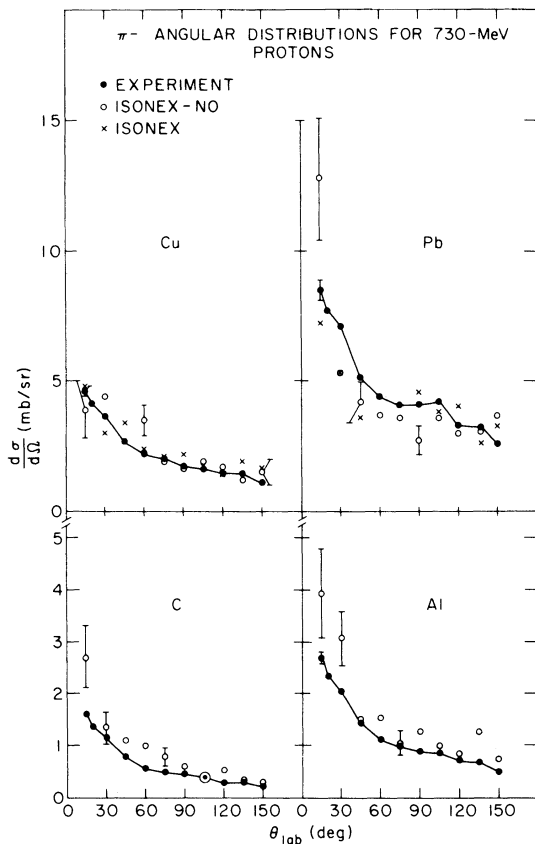 π- ANGULAR DISTRIBUTIONS FOR 730-MeV
PROTONS
● EXPERIMENT
○ ISONEX-NO
× ISONEX
15
10
5
0
Cu
Pb
dσ/dΩ (mb/sr)
5
4
3
2
1
0
C
Al
0 30 60 90 120 150 0 30 60 90 120 150
θlab (deg)